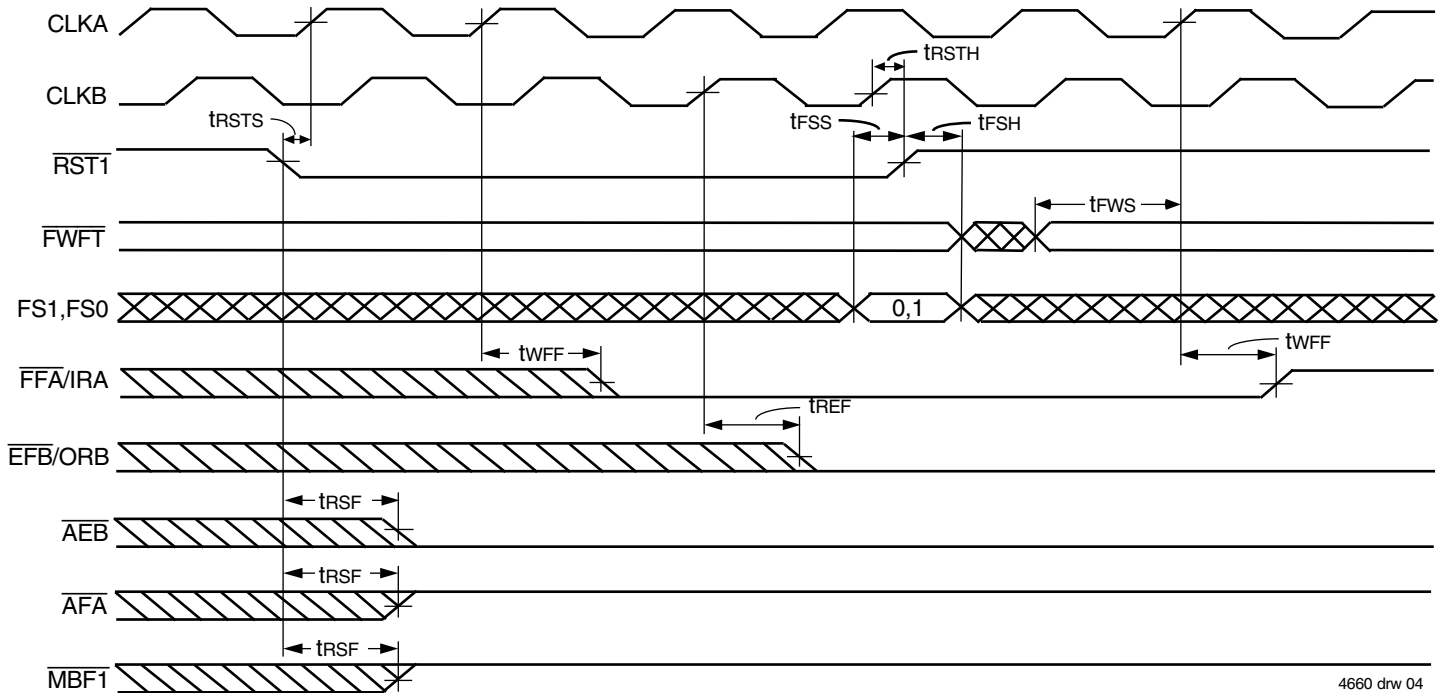 CLKA
tRSTH
CLKB
tRSTS
tFSS
tFSH
RST1
tFWS
FWFT
FS1,FS0
0,1
tWFF
tWFF
FFA/IRA
tREF
EFB/ORB
tRSF
AEB
tRSF
AFA
tRSF
MBF1
4660 drw 04